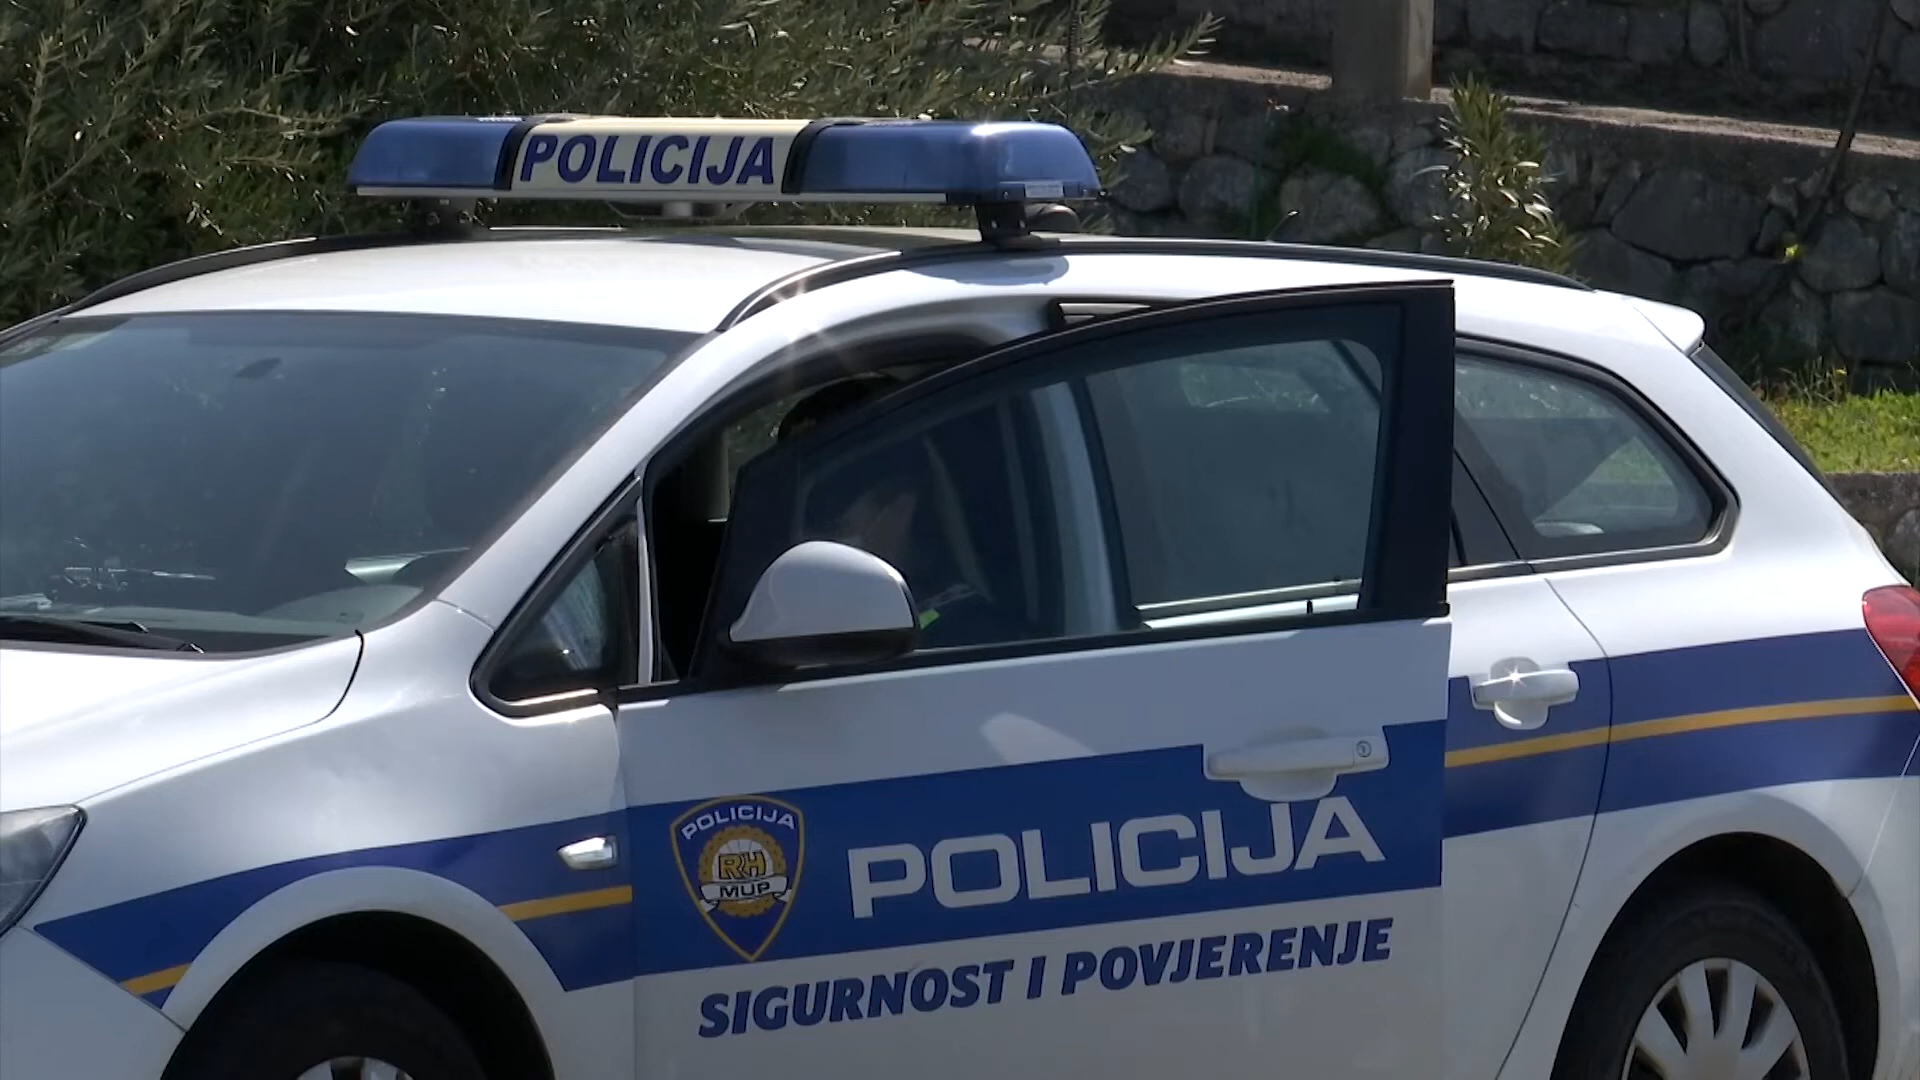 POLICIJA
POLICIJA
RH
MUP
POLICIJA
SIGURNOST I POVJERENJE